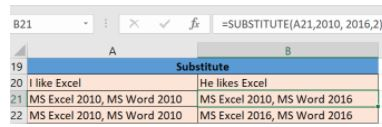 B21 fx =SUBSTITUTE(A21,2010, 2016,2)
A B
19 Substitute
20 I like Excel He likes Excel
21 MS Excel 2010, MS Word 2010 MS Excel 2010, MS Word 2016
22 MS Excel 2010, MS Word 2010 MS Excel 2016, MS Word 2016